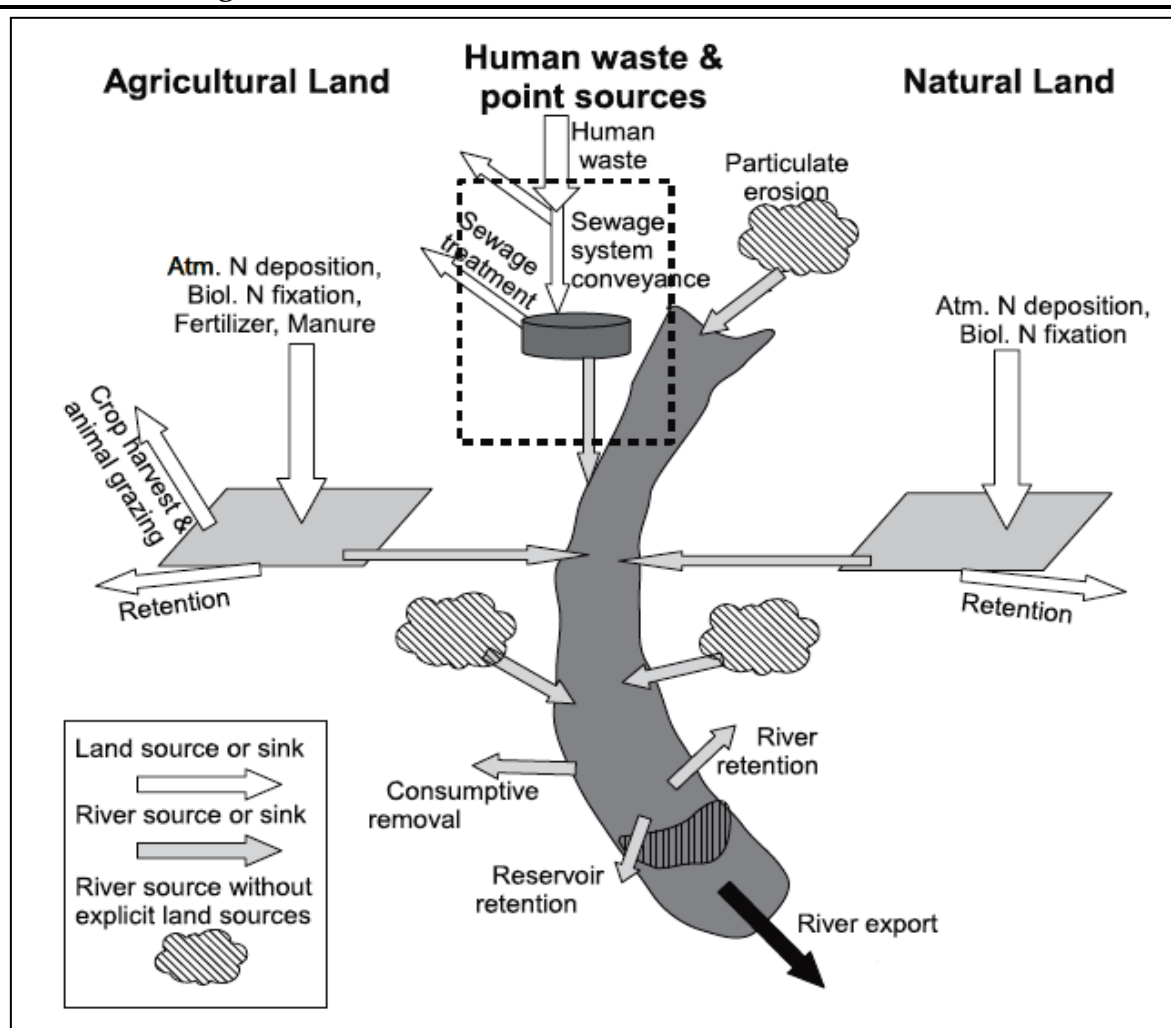 Agricultural Land
Human waste &
point sources
Natural Land
Human
waste
Particulate
erosion
Sewage
system
conveyance
Sewage
treatment
Atm. N deposition,
Biol. N fixation,
Fertilizer, Manure
Atm. N deposition,
Biol. N fixation
Crop harvest &
animal grazing
Retention
Retention
Land source or sink
River source or sink
River source without
explicit land sources
Consumptive
removal
River
retention
Reservoir
retention
River export